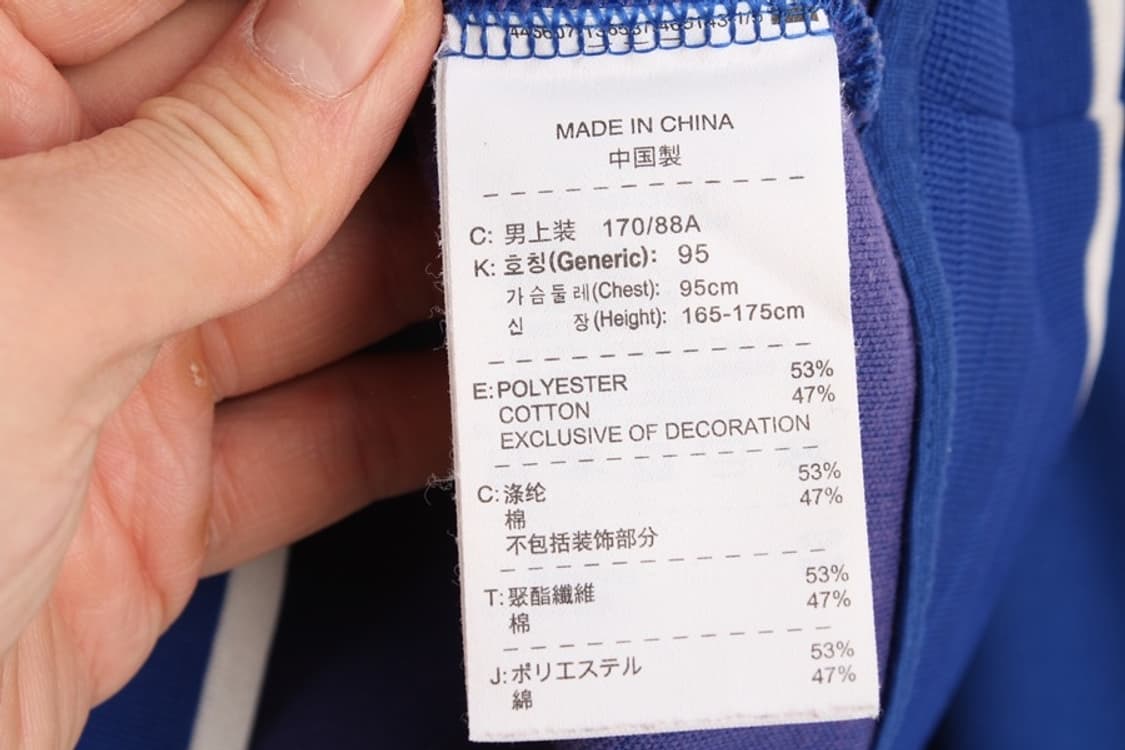 MADE IN CHINA
中国製
C: 男上装 170/88A
K: 호칭(Generic): 95
가슴둘레(Chest): 95cm
신 장(Height): 165-175cm
E: POLYESTER 53%
COTTON 47%
EXCLUSIVE OF DECORATION
C: 涤纶 53%
棉 47%
不包括装饰部分
T: 聚酯纖維 53%
棉 47%
J: ポリエステル 53%
綿 47%